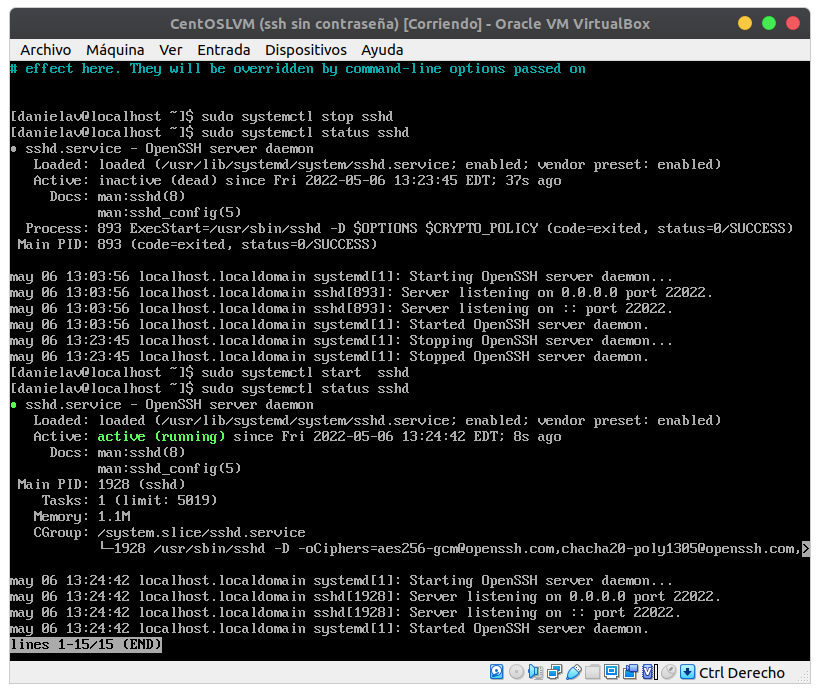 CentOSLVM (ssh sin contraseña) [Corriendo] - Oracle VM VirtualBox
Archivo Máquina Ver Entrada Dispositivos Ayuda
# effect here. They will be overridden by command-line options passed on
[danielav@localhost ~]$ sudo systemctl stop sshd
[danielav@localhost ~]$ sudo systemctl status sshd
● sshd.service - OpenSSH server daemon
   Loaded: loaded (/usr/lib/systemd/system/sshd.service; enabled; vendor preset: enabled)
   Active: inactive (dead) since Fri 2022-05-06 13:23:45 EDT; 37s ago
     Docs: man:sshd(8)
           man:sshd_config(5)
  Process: 893 ExecStart=/usr/sbin/sshd -D $OPTIONS $CRYPTO_POLICY (code=exited, status=0/SUCCESS)
 Main PID: 893 (code=exited, status=0/SUCCESS)
may 06 13:03:56 localhost.localdomain systemd[1]: Starting OpenSSH server daemon...
may 06 13:03:56 localhost.localdomain sshd[893]: Server listening on 0.0.0.0 port 22022.
may 06 13:03:56 localhost.localdomain sshd[893]: Server listening on :: port 22022.
may 06 13:03:56 localhost.localdomain systemd[1]: Started OpenSSH server daemon.
may 06 13:23:45 localhost.localdomain systemd[1]: Stopping OpenSSH server daemon...
may 06 13:23:45 localhost.localdomain systemd[1]: Stopped OpenSSH server daemon.
[danielav@localhost ~]$ sudo systemctl start  sshd
[danielav@localhost ~]$ sudo systemctl status sshd
● sshd.service - OpenSSH server daemon
   Loaded: loaded (/usr/lib/systemd/system/sshd.service; enabled; vendor preset: enabled)
   Active: active (running) since Fri 2022-05-06 13:24:42 EDT; 8s ago
     Docs: man:sshd(8)
           man:sshd_config(5)
 Main PID: 1928 (sshd)
    Tasks: 1 (limit: 5019)
   Memory: 1.1M
   CGroup: /system.slice/sshd.service
           └─1928 /usr/sbin/sshd -D -oCiphers=aes256-gcm@openssh.com,chacha20-poly1305@openssh.com,>
may 06 13:24:42 localhost.localdomain systemd[1]: Starting OpenSSH server daemon...
may 06 13:24:42 localhost.localdomain sshd[1928]: Server listening on 0.0.0.0 port 22022.
may 06 13:24:42 localhost.localdomain sshd[1928]: Server listening on :: port 22022.
may 06 13:24:42 localhost.localdomain systemd[1]: Started OpenSSH server daemon.
lines 1-15/15 (END)
Ctrl Derecho